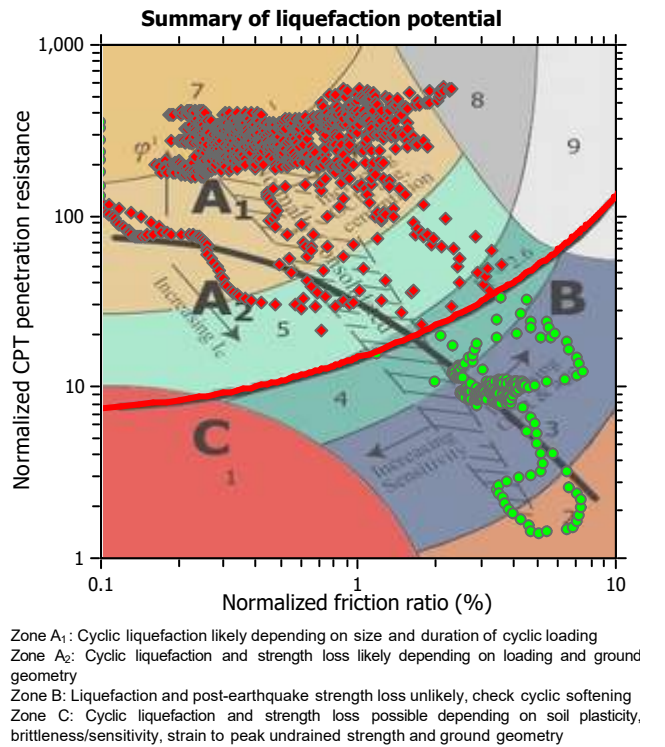 Summary of liquefaction potential
Normalized CPT penetration resistance
1,000
100
10
1
7
8
9
φ'
A1
A2
B
C
5
4
3
1
2.6
Increasing Ic
consolidated
Increasing
Sensitivity
0.1
1
10
Normalized friction ratio (%)
Zone A1: Cyclic liquefaction likely depending on size and duration of cyclic loading
Zone A2: Cyclic liquefaction and strength loss likely depending on loading and ground
geometry
Zone B: Liquefaction and post-earthquake strength loss unlikely, check cyclic softening
Zone C: Cyclic liquefaction and strength loss possible depending on soil plasticity,
brittleness/sensitivity, strain to peak undrained strength and ground geometry